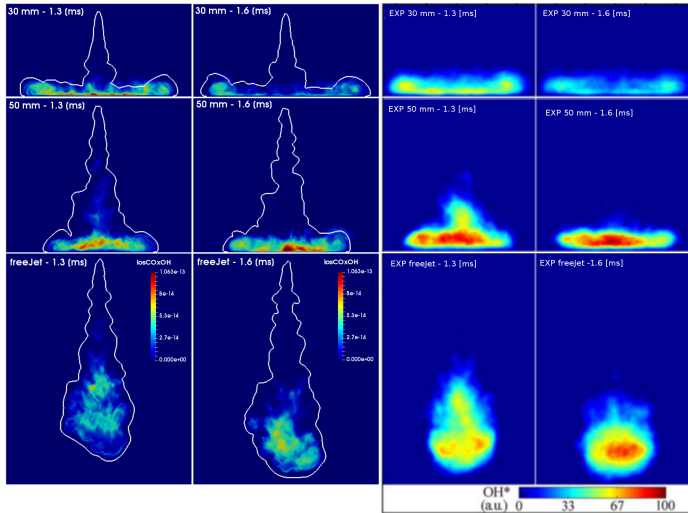 30 mm - 1.3 (ms)
30 mm - 1.6 (ms)
EXP 30 mm - 1.3 [ms]
EXP 30 mm - 1.6 [ms]
50 mm - 1.3 (ms)
50 mm - 1.6 (ms)
EXP 50 mm - 1.3 [ms]
EXP 50 mm - 1.6 [ms]
freeJet - 1.3 (ms)
losCOxOH
1.063e-13
8e-14
5.3e-14
2.7e-14
0.000e+00
freeJet - 1.6 (ms)
losCOxOH
1.063e-13
8e-14
5.3e-14
2.7e-14
0.000e+00
EXP freeJet - 1.3 [ms]
EXP freeJet -1.6 [ms]
OH*
(a.u.) 0 33 67 100